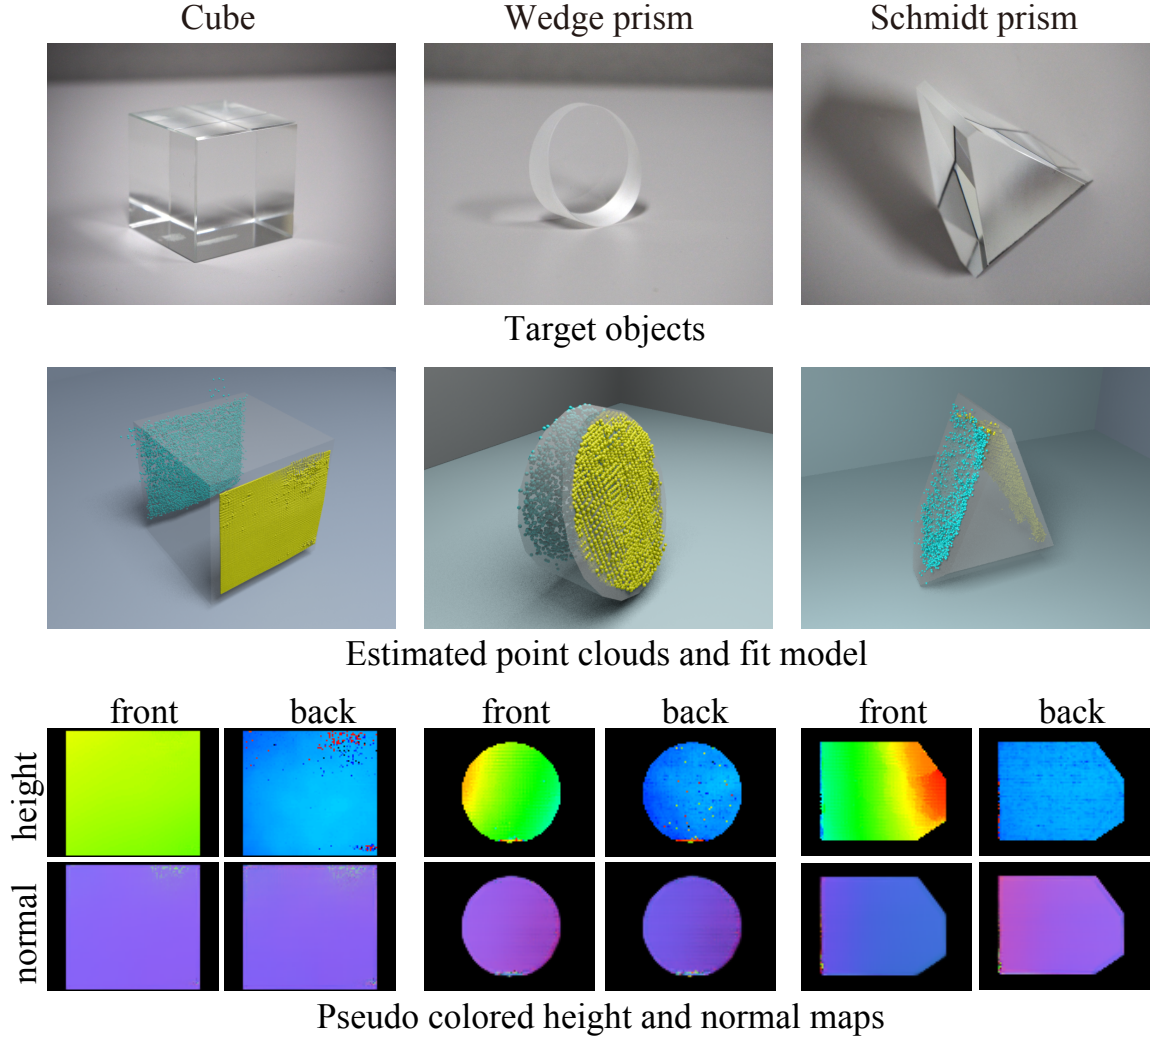 Cube Wedge prism Schmidt prism
Target objects
Estimated point clouds and fit model
front back front back front back
height
normal
Pseudo colored height and normal maps